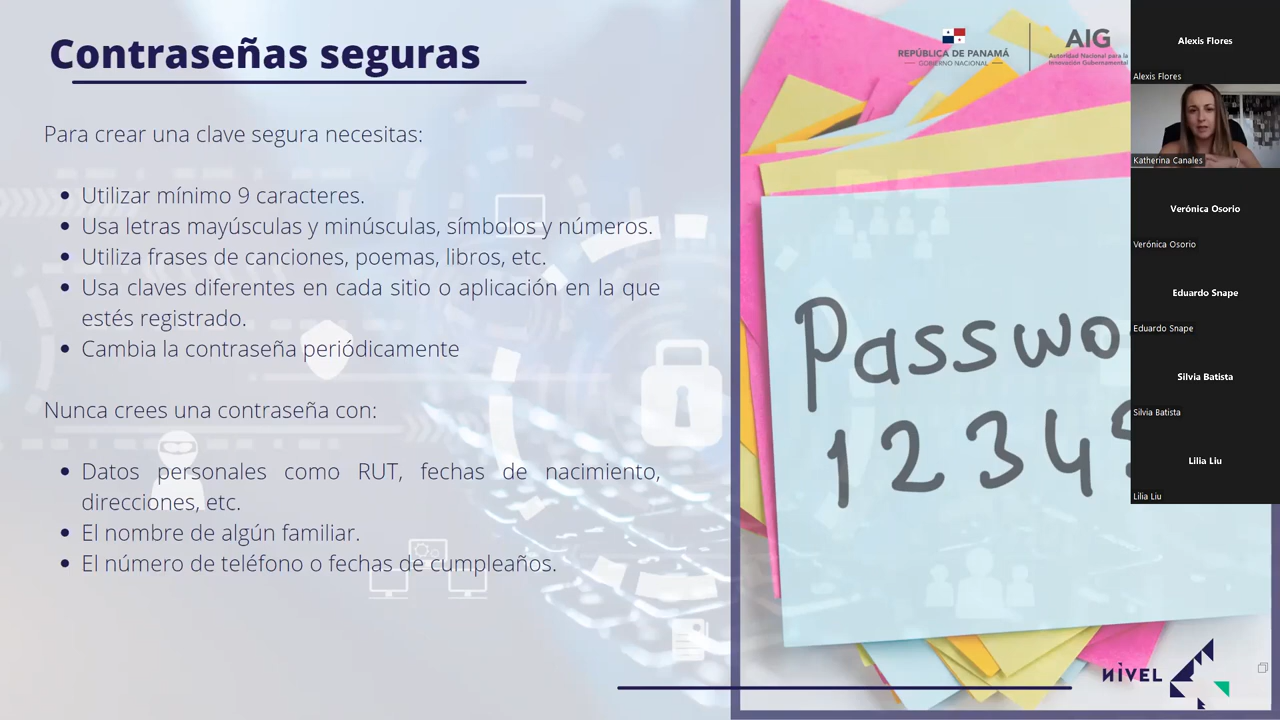 Contraseñas seguras
Para crear una clave segura necesitas:
Utilizar mínimo 9 caracteres.
Usa letras mayúsculas y minúsculas, símbolos y números.
Utiliza frases de canciones, poemas, libros, etc.
Usa claves diferentes en cada sitio o aplicación en la que
estés registrado.
Cambia la contraseña periódicamente
Nunca crees una contraseña con:
Datos personales como RUT, fechas de nacimiento,
direcciones, etc.
El nombre de algún familiar.
El número de teléfono o fechas de cumpleaños.
REPÚBLICA DE PANAMÁ
GOBIERNO NACIONAL
AIG
Autoridad Nacional para la
Innovación Gubernamental
Passwo
12345
NIVEL
Alexis Flores
Alexis Flores
Katherina Canales
Verónica Osorio
Verónica Osorio
Eduardo Snape
Eduardo Snape
Silvia Batista
Silvia Batista
Lilia Liu
Lilia Liu